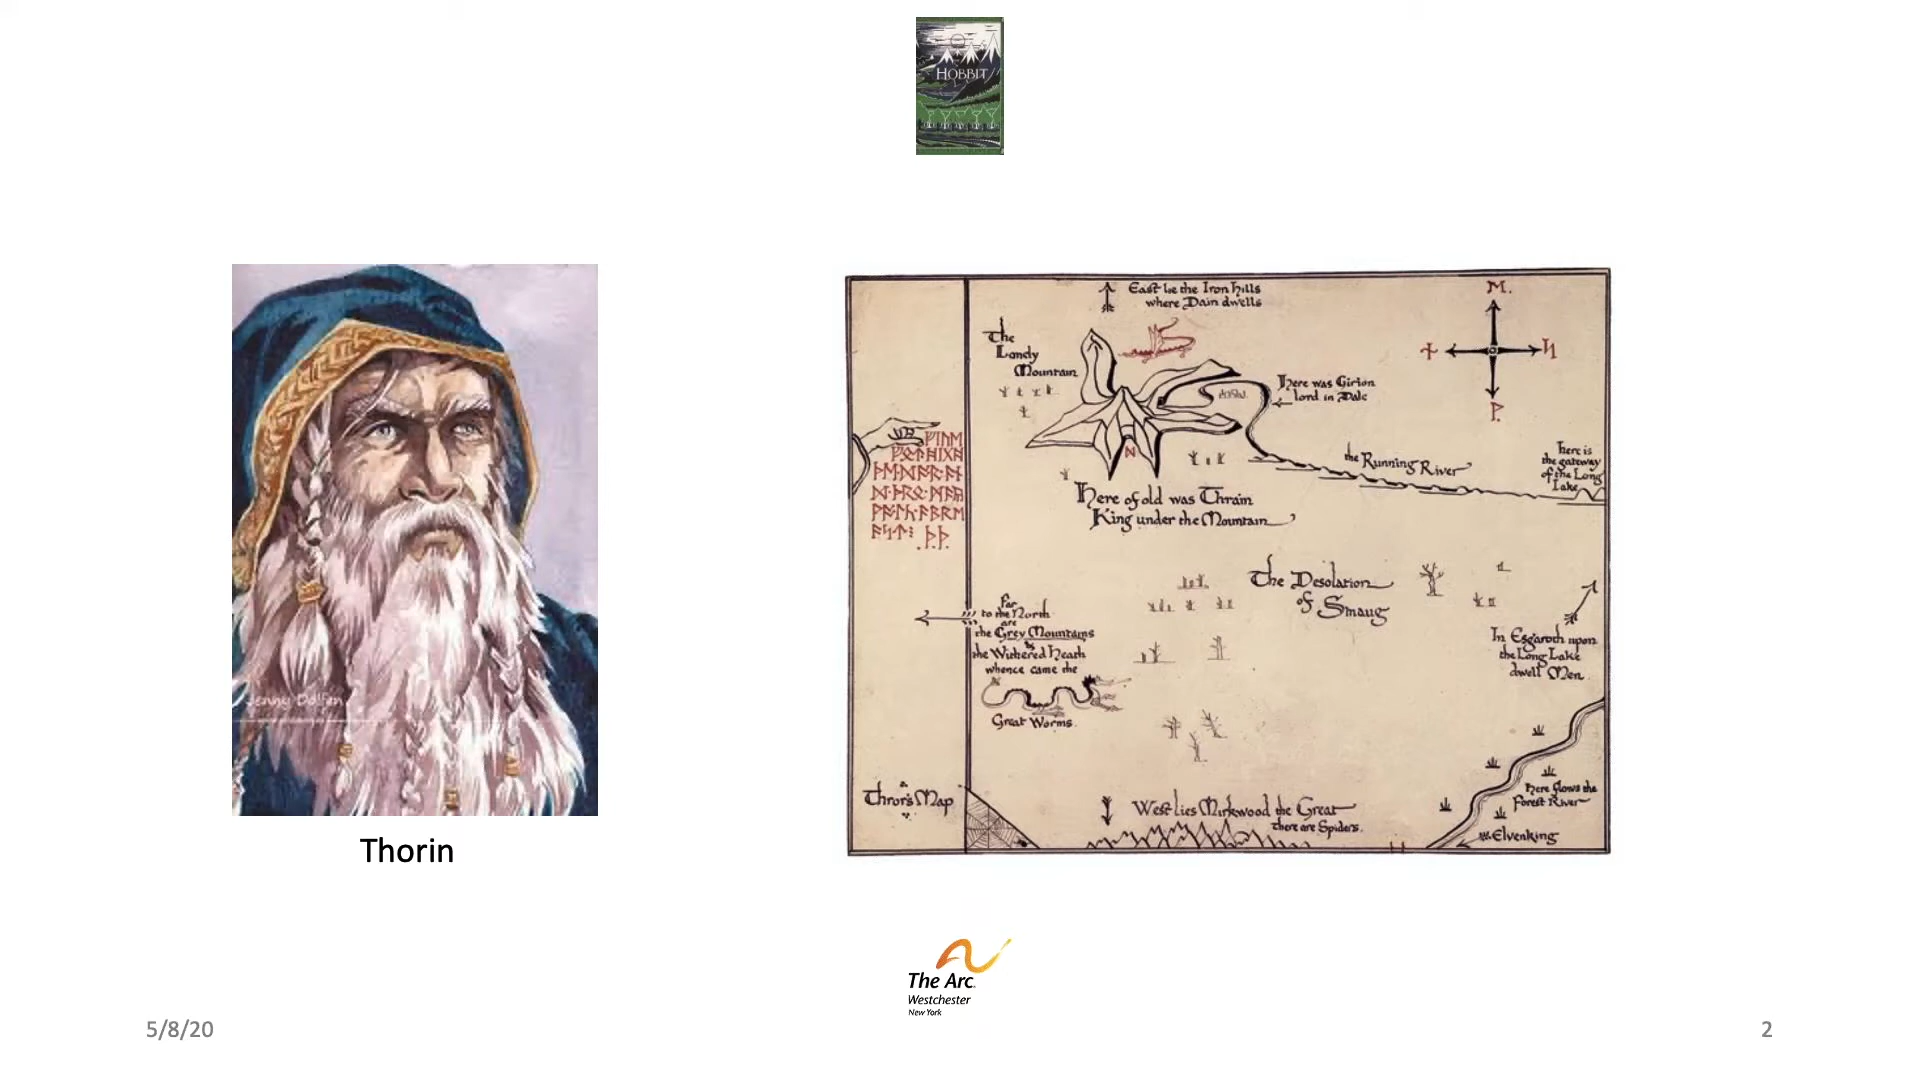 HOBBIT
Thorin
East lie the Iron Hills
where Dain dwells
The
Lonely
Mountain
Here was Girion
lord in Dale
the Running River
here is
the gateway
of the Long
Lake
Here of old was Thrain
King under the Mountain
The Desolation
of Smaug
Far
to the North
are
the Grey Mountains
&
the Withered Heath
whence came the
Great Worms.
In Esgaroth upon
the Long Lake
dwell Men
Thror's Map
West lies Mirkwood the Great
there are Spiders.
here flows the
Forest River
Elvenking
Jenny Dolfen
The Arc
Westchester
New York
5/8/20
2